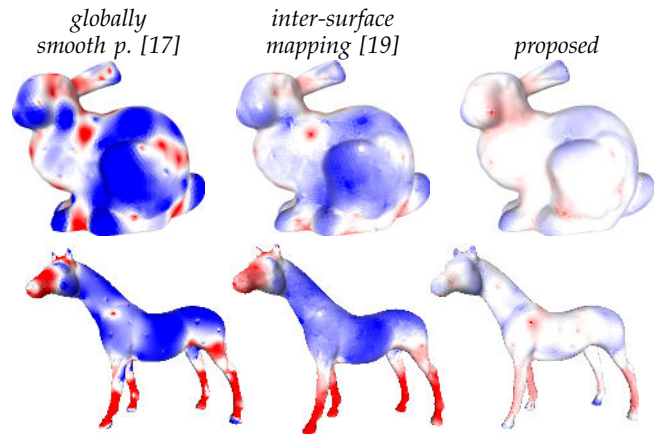 globally
smooth p. [17]
inter-surface
mapping [19]
proposed